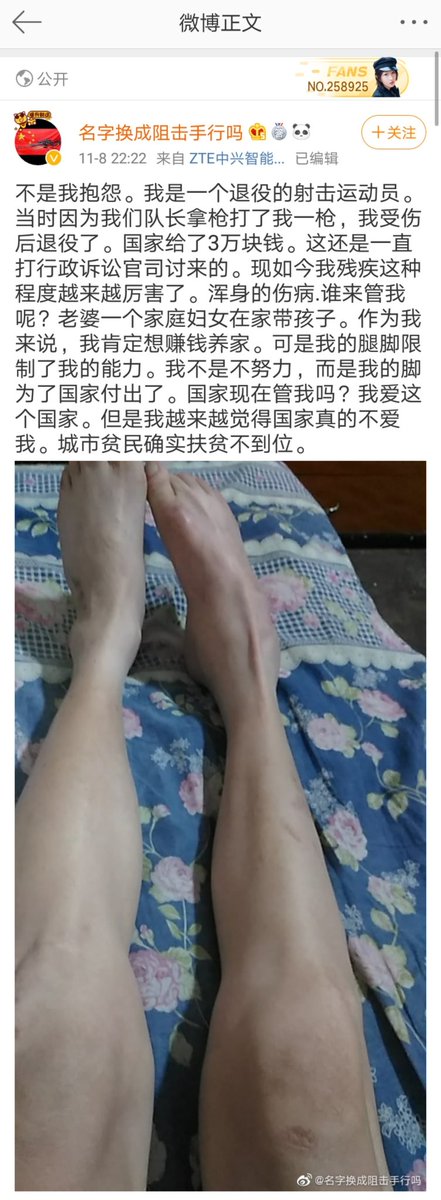 微博正文
公开
FANS
NO.258925
名字换成阻击手行吗
+关注
11-8 22:22 来自 ZTE中兴智能... 已编辑
不是我抱怨。我是一个退役的射击运动员。
当时因为我们队长拿枪打了我一枪，我受伤
后退役了。国家给了3万块钱。这还是一直
打行政诉讼官司讨来的。现如今我残疾这种
程度越来越厉害了。浑身的伤病.谁来管我
呢？老婆一个家庭妇女在家带孩子。作为我
来说，我肯定想赚钱养家。可是我的腿脚限
制了我的能力。我不是不努力，而是我的脚
为了国家付出了。国家现在管我吗？我爱这
个国家。但是我越来越觉得国家真的不爱
我。城市贫民确实扶贫不到位。
@名字换成阻击手行吗